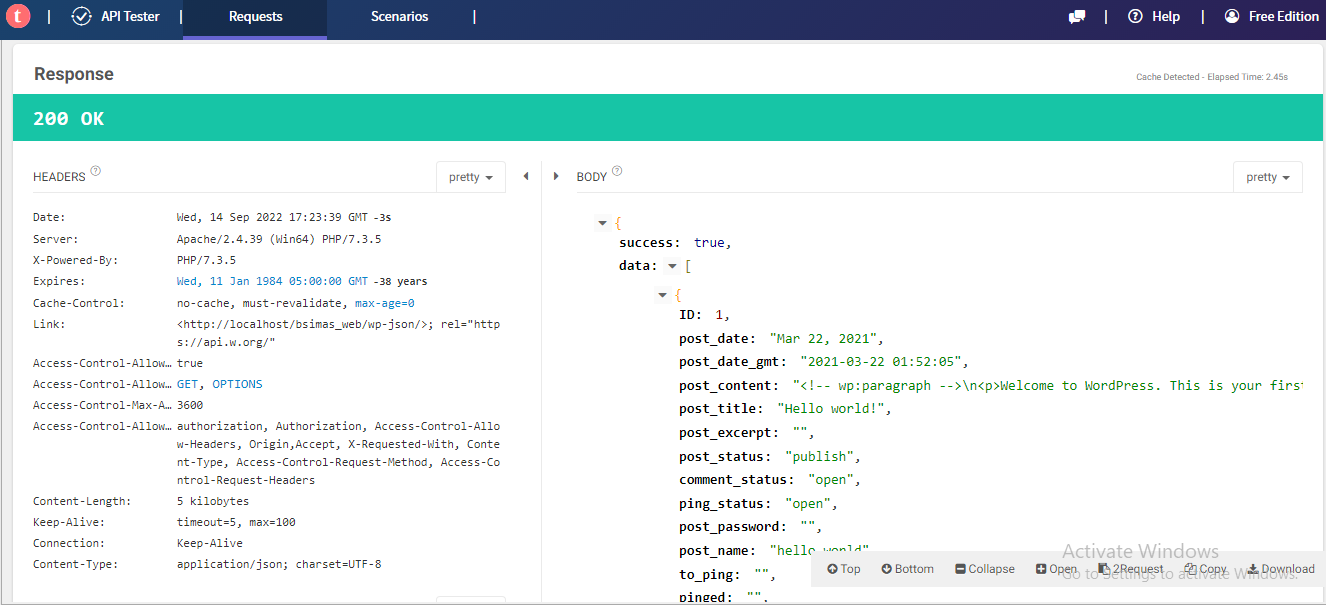 t | API Tester | Requests Scenarios | | Help | Free Edition
Response
Cache Detected - Elapsed Time: 2.45s
200 OK
HEADERS ? pretty
Date: Wed, 14 Sep 2022 17:23:39 GMT -3s
Server: Apache/2.4.39 (Win64) PHP/7.3.5
X-Powered-By: PHP/7.3.5
Expires: Wed, 11 Jan 1984 05:00:00 GMT -38 years
Cache-Control: no-cache, must-revalidate, max-age=0
Link: <http://localhost/bsimas_web/wp-json/>; rel="http
s://api.w.org/"
Access-Control-Allow… true
Access-Control-Allow… GET, OPTIONS
Access-Control-Max-A… 3600
Access-Control-Allow… authorization, Authorization, Access-Control-Allo
w-Headers, Origin,Accept, X-Requested-With, Conte
nt-Type, Access-Control-Request-Method, Access-Co
ntrol-Request-Headers
Content-Length: 5 kilobytes
Keep-Alive: timeout=5, max=100
Connection: Keep-Alive
Content-Type: application/json; charset=UTF-8
BODY ? pretty
{
success: true,
data: [
{
ID: 1,
post_date: "Mar 22, 2021",
post_date_gmt: "2021-03-22 01:52:05",
post_content: "<!-- wp:paragraph -->\n<p>Welcome to WordPress. This is your first
post_title: "Hello world!",
post_excerpt: "",
post_status: "publish",
comment_status: "open",
ping_status: "open",
post_password: "",
post_name: "hello world"
to_ping: "",
pinged: "",
Top Bottom Collapse Open 2Request Copy Download
Activate Windows
Go to Settings to activate Windows.